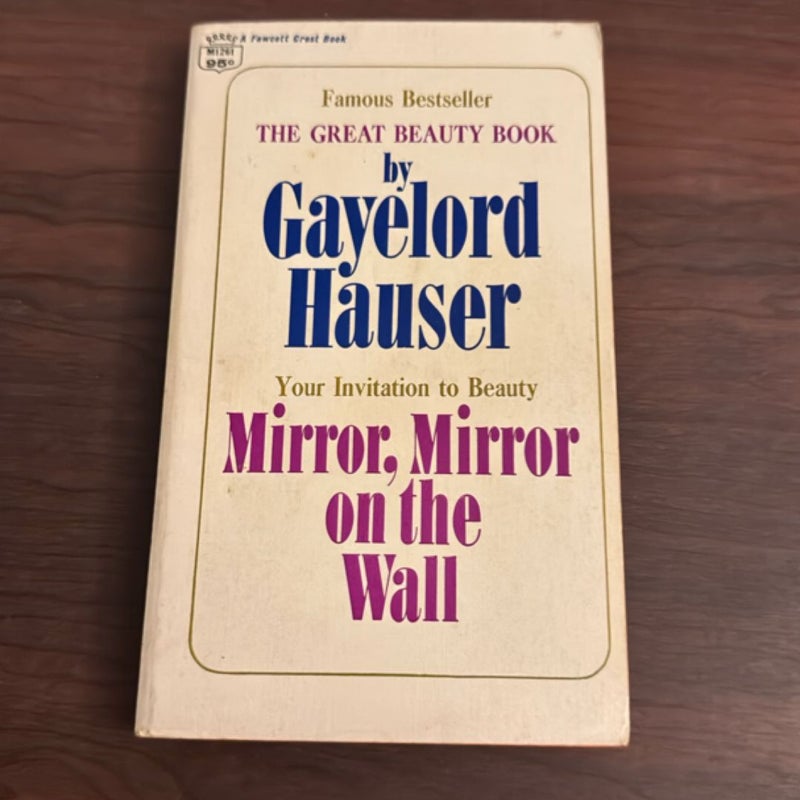 A Fawcett Crest Book
M1261
95¢
Famous Bestseller
THE GREAT BEAUTY BOOK
by
Gayelord
Hauser
Your Invitation to Beauty
Mirror, Mirror
on the
Wall